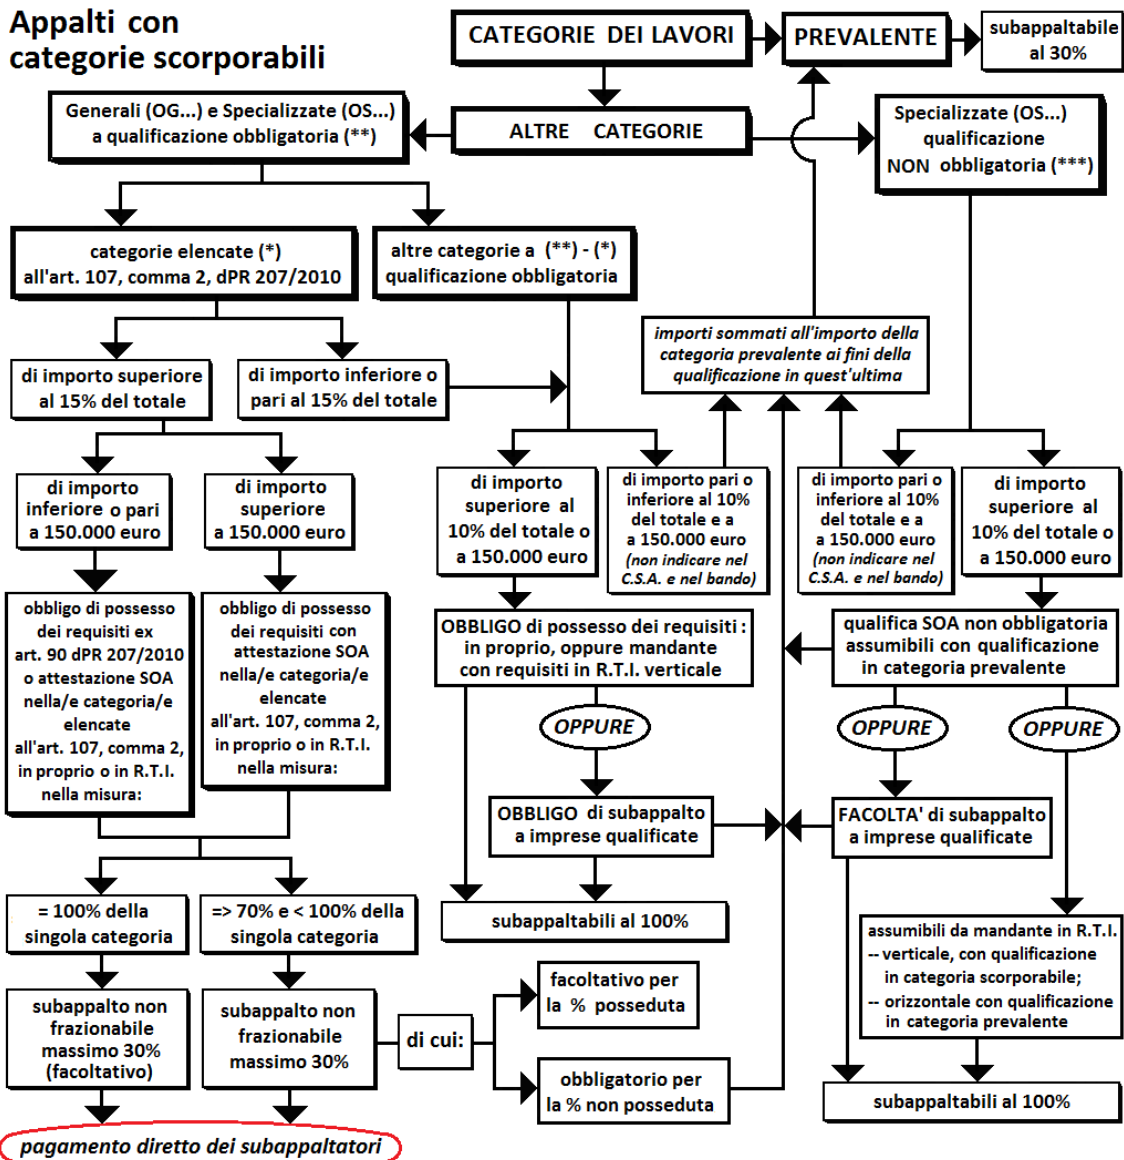 Appalti con
categorie scorporabili
CATEGORIE DEI LAVORI
PREVALENTE
subappaltabile
al 30%
Generali (OG...) e Specializzate (OS...)
a qualificazione obbligatoria (**)
ALTRE CATEGORIE
Specializzate (OS...)
qualificazione
NON obbligatoria (***)
categorie elencate (*)
all'art. 107, comma 2, dPR 207/2010
altre categorie a (**) - (*)
qualificazione obbligatoria
importi sommati all'importo della
categoria prevalente ai fini della
qualificazione in quest'ultima
di importo superiore
al 15% del totale
di importo inferiore o
pari al 15% del totale
di importo
inferiore o pari
a 150.000 euro
di importo
superiore
a 150.000 euro
di importo
superiore al
10% del totale o
a 150.000 euro
di importo pari o
inferiore al 10%
del totale e a
a 150.000 euro
(non indicare nel
C.S.A. e nel bando)
di importo pari o
inferiore al 10%
del totale e a
a 150.000 euro
(non indicare nel
C.S.A. e nel bando)
di importo
superiore al
10% del totale o
a 150.000 euro
obbligo di possesso
dei requisiti ex
art. 90 dPR 207/2010
o attestazione SOA
nella/e categoria/e
elencate
all'art. 107, comma 2,
in proprio o in R.T.I.
nella misura:
obbligo di possesso
dei requisiti con
attestazione SOA
nella/e categoria/e
elencate
all'art. 107, comma 2,
in proprio o in R.T.I.
nella misura:
OBBLIGO di possesso dei requisiti :
in proprio, oppure mandante
con requisiti in R.T.I. verticale
qualifica SOA non obbligatoria
assumibili con qualificazione
in categoria prevalente
OPPURE
OPPURE
OPPURE
OBBLIGO di subappalto
a imprese qualificate
FACOLTA' di subappalto
a imprese qualificate
= 100% della
singola categoria
=> 70% e < 100% della
singola categoria
subappaltabili al 100%
assumibili da mandante in R.T.I.
-- verticale, con qualificazione
in categoria scorporabile;
-- orizzontale con qualificazione
in categoria prevalente
subappalto non
frazionabile
massimo 30%
(facoltativo)
subappalto non
frazionabile
massimo 30%
di cui:
facoltativo per
la % posseduta
obbligatorio per
la % non posseduta
subappaltabili al 100%
pagamento diretto dei subappaltatori